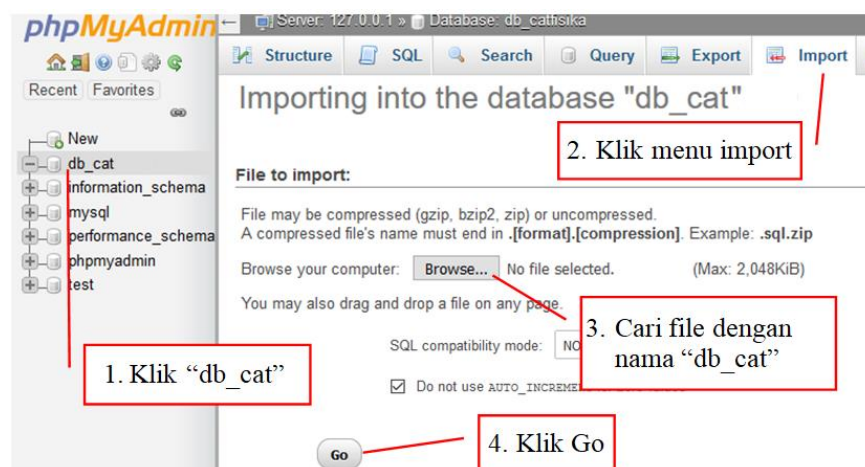 phpMyAdmin
Server: 127.0.0.1 » Database: db_catfisika
Structure SQL Search Query Export Import
Recent Favorites
Importing into the database "db_cat"
New
db_cat
information_schema
mysql
performance_schema
phpmyadmin
test
2. Klik menu import
File to import:
File may be compressed (gzip, bzip2, zip) or uncompressed.
A compressed file's name must end in .[format].[compression]. Example: .sql.zip
Browse your computer: Browse... No file selected. (Max: 2,048KiB)
You may also drag and drop a file on any page.
3. Cari file dengan
nama “db_cat”
SQL compatibility mode: NO
1. Klik “db_cat”
Do not use
4. Klik Go
Go